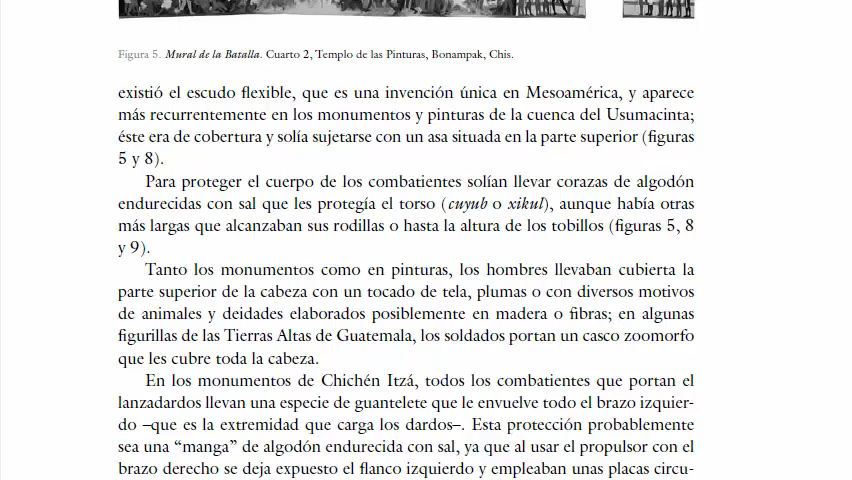 Figura 5. Mural de la Batalla. Cuarto 2, Templo de las Pinturas, Bonampak, Chis.
existió el escudo flexible, que es una invención única en Mesoamérica, y aparece
más recurrentemente en los monumentos y pinturas de la cuenca del Usumacinta;
éste era de cobertura y solía sujetarse con un asa situada en la parte superior (figuras
5 y 8).
Para proteger el cuerpo de los combatientes solían llevar corazas de algodón
endurecidas con sal que les protegía el torso (cuyub o xikul), aunque había otras
más largas que alcanzaban sus rodillas o hasta la altura de los tobillos (figuras 5, 8
y 9).
Tanto los monumentos como en pinturas, los hombres llevaban cubierta la
parte superior de la cabeza con un tocado de tela, plumas o con diversos motivos
de animales y deidades elaborados posiblemente en madera o fibras; en algunas
figurillas de las Tierras Altas de Guatemala, los soldados portan un casco zoomorfo
que les cubre toda la cabeza.
En los monumentos de Chichén Itzá, todos los combatientes que portan el
lanzadardos llevan una especie de guantelete que le envuelve todo el brazo izquier-
do –que es la extremidad que carga los dardos–. Esta protección probablemente
sea una “manga” de algodón endurecida con sal, ya que al usar el propulsor con el
brazo derecho se deja expuesto el flanco izquierdo y empleaban unas placas circu-